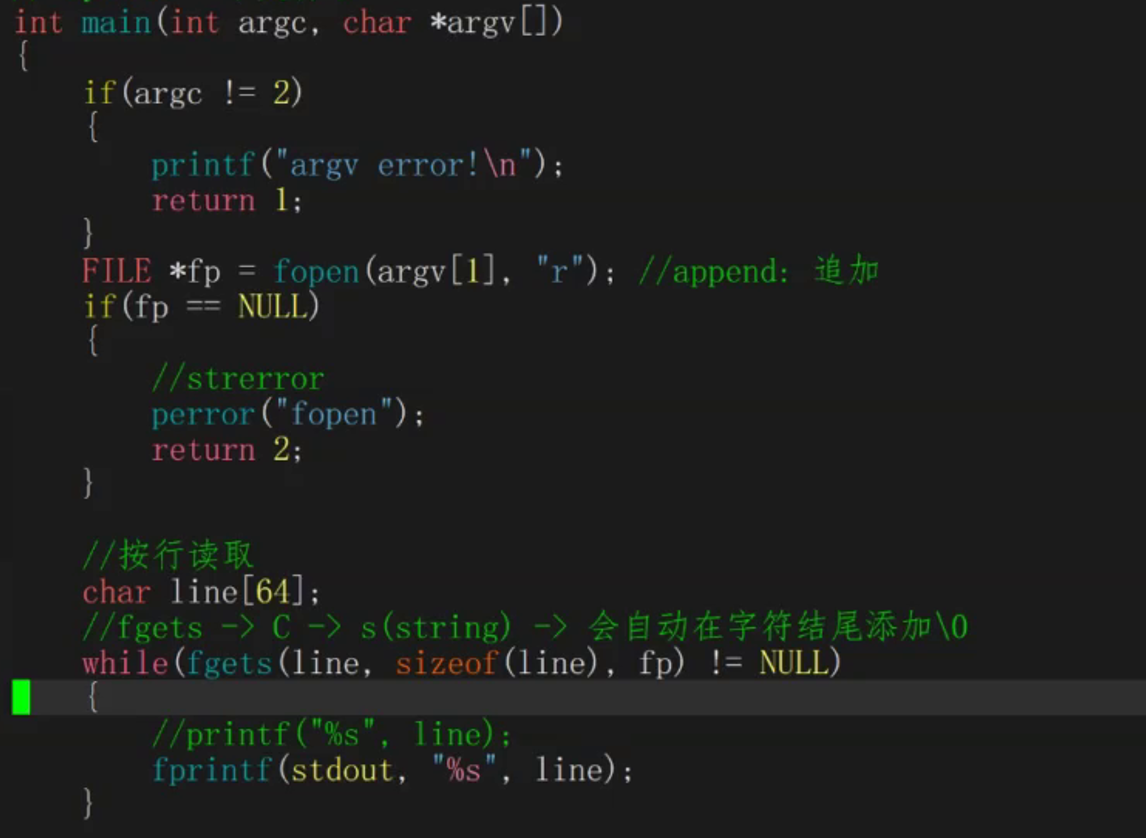 int main(int argc, char *argv[])
{
    if(argc != 2)
    {
        printf("argv error!\n");
        return 1;
    }
    FILE *fp = fopen(argv[1], "r"); //append: 追加
    if(fp == NULL)
    {
        //strerror
        perror("fopen");
        return 2;
    }

    //按行读取
    char line[64];
    //fgets -> C -> s(string) -> 会自动在字符结尾添加\0
    while(fgets(line, sizeof(line), fp) != NULL)
    {
        //printf("%s", line);
        fprintf(stdout, "%s", line);
    }